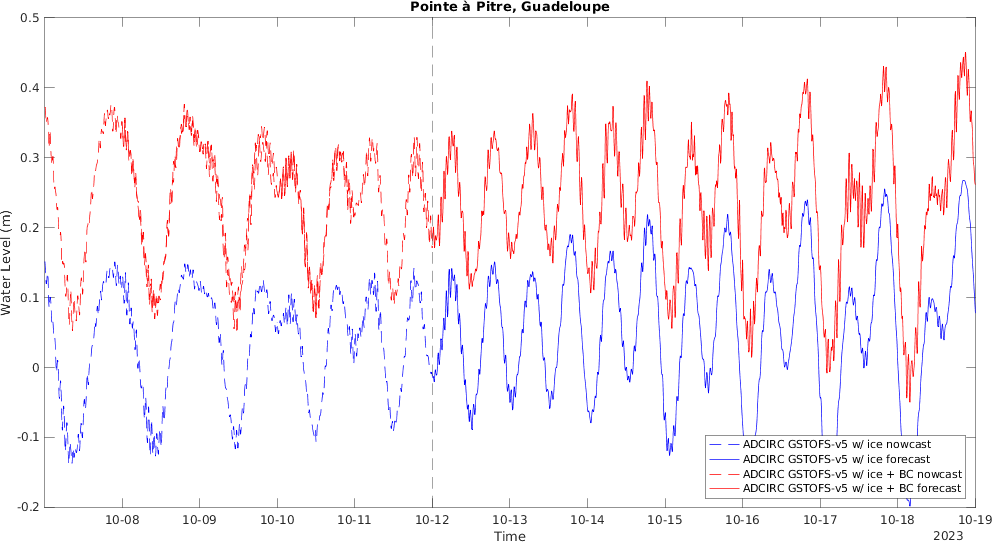 Pointe à Pitre, Guadeloupe
0.5
0.4
0.3
0.2
0.1
0
-0.1
-0.2
Water Level (m)
ADCIRC GSTOFS-v5 w/ ice nowcast
ADCIRC GSTOFS-v5 w/ ice forecast
ADCIRC GSTOFS-v5 w/ ice + BC nowcast
ADCIRC GSTOFS-v5 w/ ice + BC forecast
10-08 10-09 10-10 10-11 10-12 10-13 10-14 10-15 10-16 10-17 10-18 10-19
Time
2023